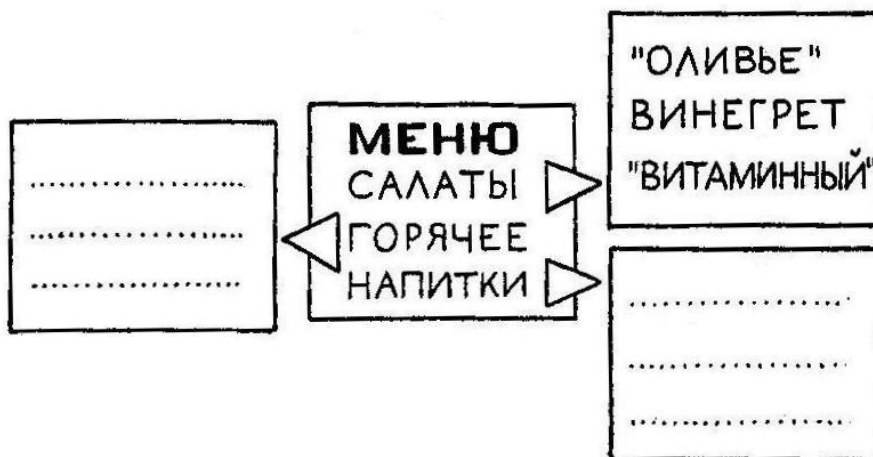 МЕНЮ
САЛАТЫ
ГОРЯЧЕЕ
НАПИТКИ
"ОЛИВЬЕ"
ВИНЕГРЕТ
"ВИТАМИННЫЙ"